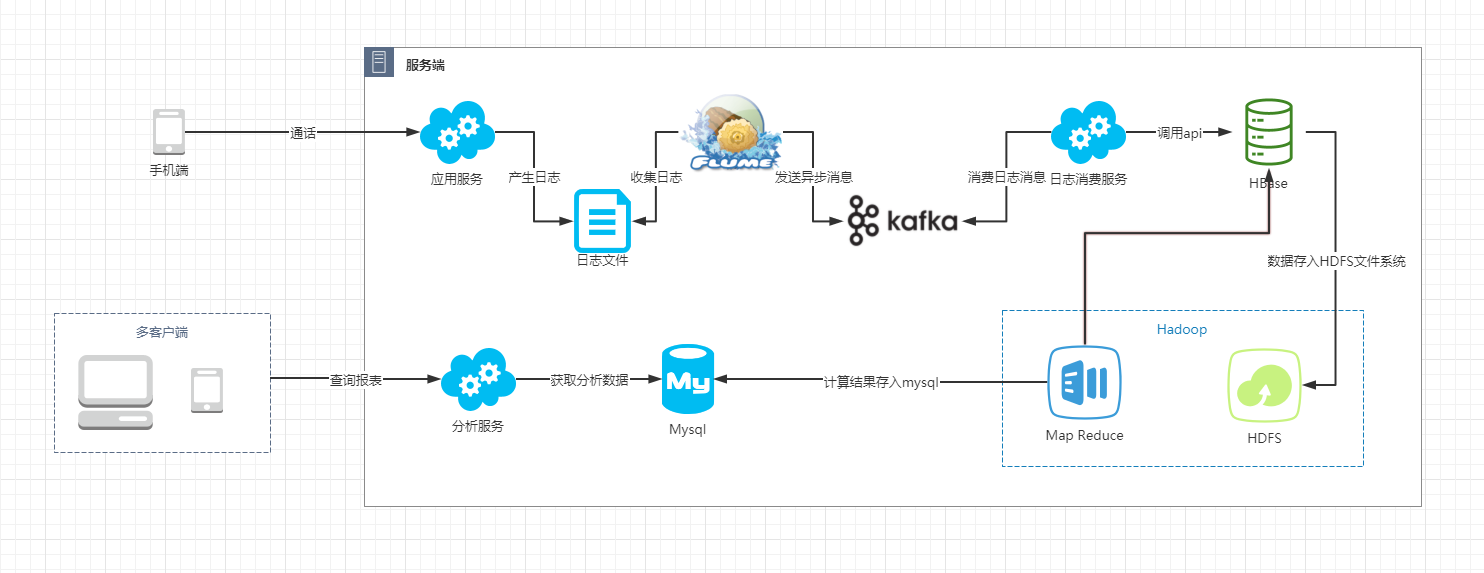 服务端
通话
手机端
应用服务
产生日志
日志文件
收集日志
FLUME
发送异步消息
kafka
消费日志消息
日志消费服务
调用api
HBase
数据存入HDFS文件系统
多客户端
查询报表
分析服务
获取分析数据
My
Mysql
计算结果存入mysql
Hadoop
Map Reduce
HDFS